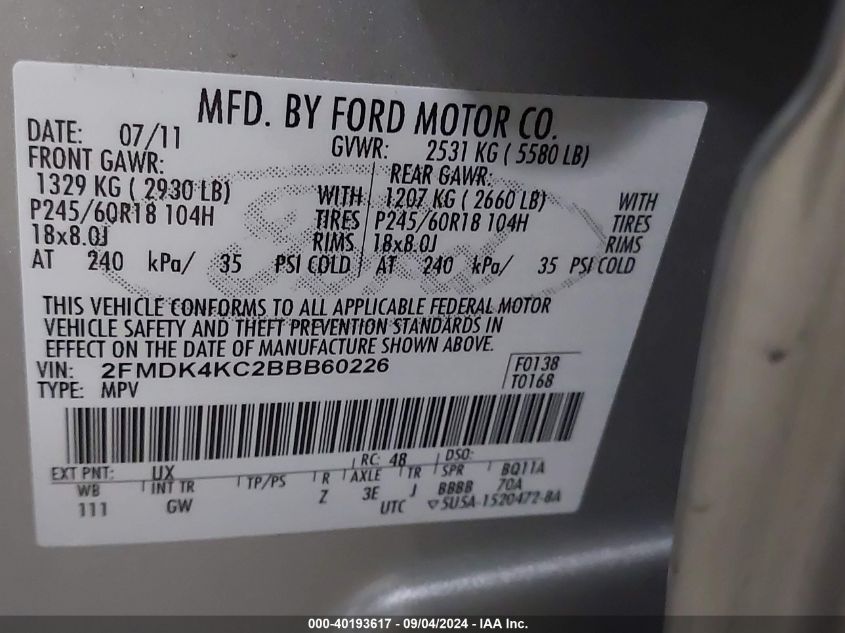 MFD. BY FORD MOTOR CO.
DATE: 07/11 GVWR: 2531 KG ( 5580 LB)
FRONT GAWR: REAR GAWR:
1329 KG ( 2930 LB) WITH 1207 KG ( 2660 LB) WITH
P245/60R18 104H TIRES P245/60R18 104H TIRES
18x8.0J RIMS 18x8.0J RIMS
AT 240 kPa/ 35 PSI COLD AT 240 kPa/ 35 PSI COLD
THIS VEHICLE CONFORMS TO ALL APPLICABLE FEDERAL MOTOR
VEHICLE SAFETY AND THEFT PREVENTION STANDARDS IN
EFFECT ON THE DATE OF MANUFACTURE SHOWN ABOVE.
VIN: 2FMDK4KC2BBB60226 F0138
TYPE: MPV T0168
EXT PNT: UX RC: 48 DSO:
WB INT TR TP/PS R AXLE TR SPR BQ11A
111 GW Z 3E J BBBB 70A
UTC 5U5A-1520472-BA
000-40193617 - 09/04/2024 - IAA Inc.